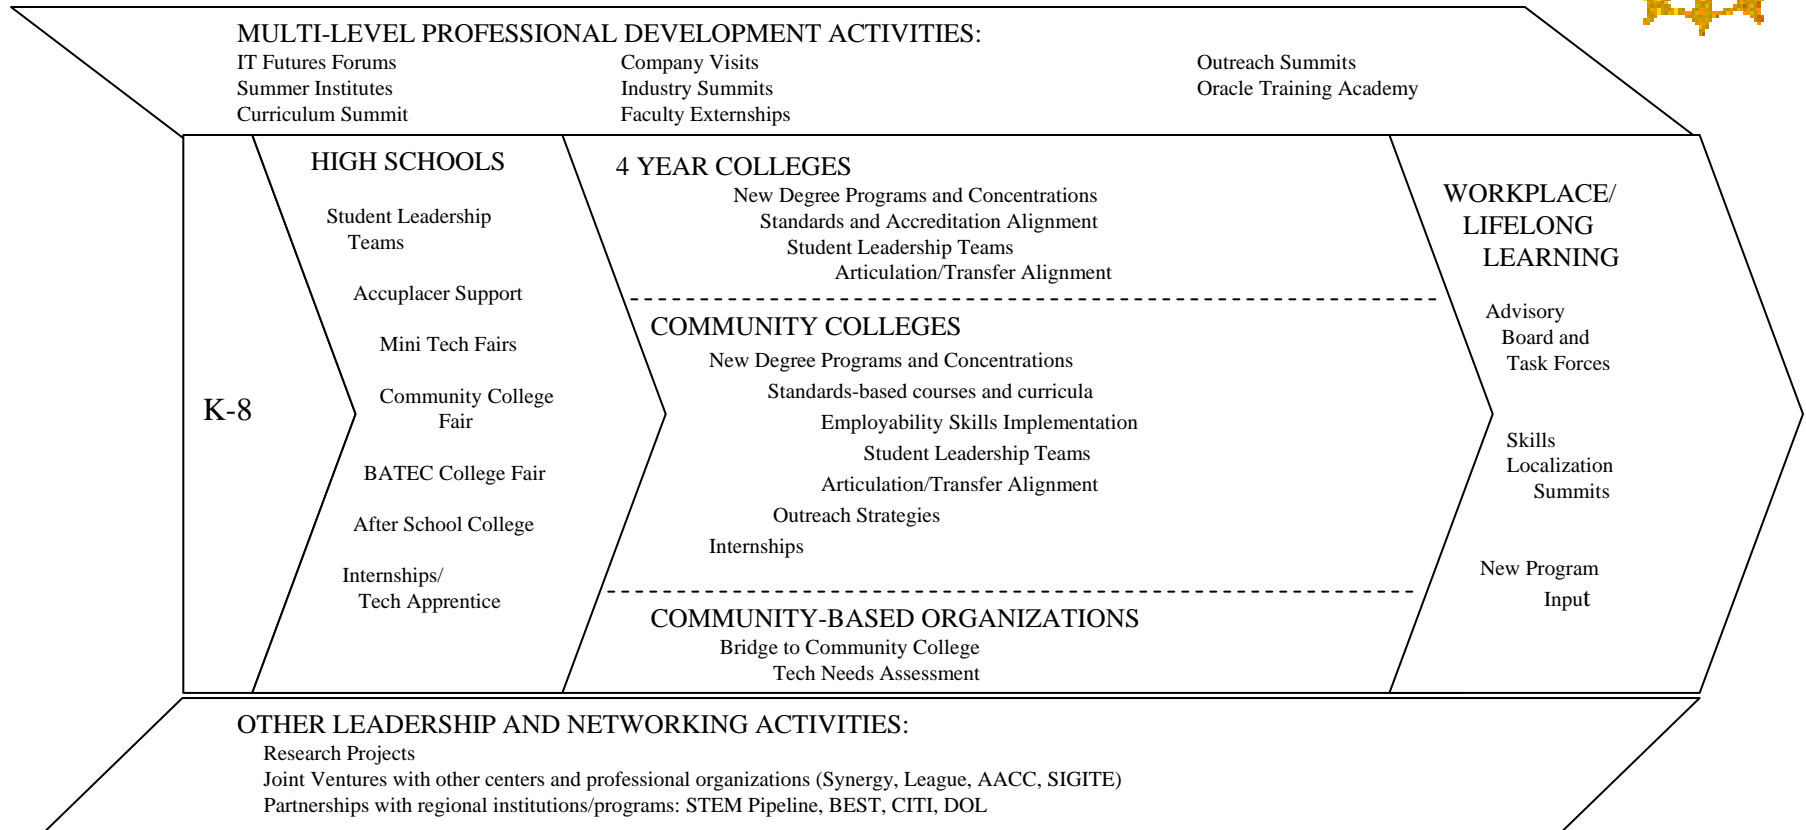 MULTI-LEVEL PROFESSIONAL DEVELOPMENT ACTIVITIES:
IT Futures Forums
Summer Institutes
Curriculum Summit
Company Visits
Industry Summits
Faculty Externships
Outreach Summits
Oracle Training Academy
K-8
HIGH SCHOOLS
Student Leadership
Teams
Accuplacer Support
Mini Tech Fairs
Community College
Fair
BATEC College Fair
After School College
Internships/
Tech Apprentice
4 YEAR COLLEGES
New Degree Programs and Concentrations
Standards and Accreditation Alignment
Student Leadership Teams
Articulation/Transfer Alignment
COMMUNITY COLLEGES
New Degree Programs and Concentrations
Standards-based courses and curricula
Employability Skills Implementation
Student Leadership Teams
Articulation/Transfer Alignment
Outreach Strategies
Internships
COMMUNITY-BASED ORGANIZATIONS
Bridge to Community College
Tech Needs Assessment
WORKPLACE/
LIFELONG
LEARNING
Advisory
Board and
Task Forces
Skills
Localization
Summits
New Program
Input
OTHER LEADERSHIP AND NETWORKING ACTIVITIES:
Research Projects
Joint Ventures with other centers and professional organizations (Synergy, League, AACC, SIGITE)
Partnerships with regional institutions/programs: STEM Pipeline, BEST, CITI, DOL